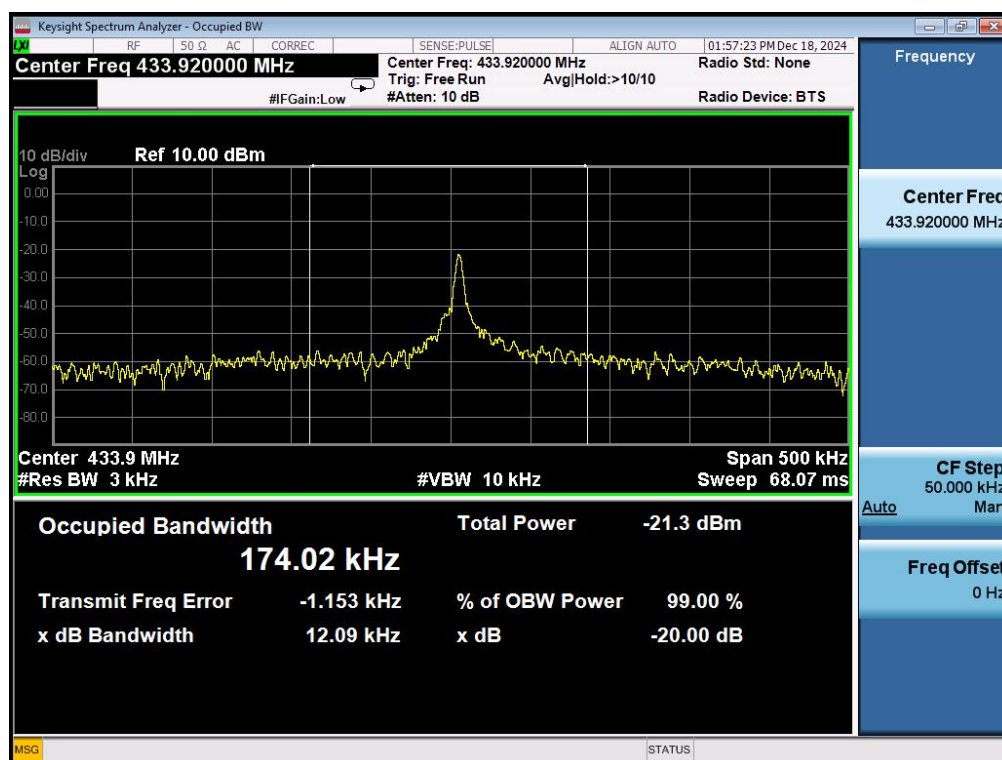 Keysight Spectrum Analyzer - Occupied BW
LXI RF 50 Ω AC CORREC SENSE:PULSE ALIGN AUTO 01:57:23 PM Dec 18, 2024
Center Freq 433.920000 MHz
Center Freq: 433.920000 MHz Radio Std: None
Trig: Free Run Avg|Hold:>10/10
#IFGain:Low #Atten: 10 dB Radio Device: BTS
10 dB/div Ref 10.00 dBm
Log
0.00
-10.0
-20.0
-30.0
-40.0
-50.0
-60.0
-70.0
-80.0
Center 433.9 MHz Span 500 kHz
#Res BW 3 kHz #VBW 10 kHz Sweep 68.07 ms
Occupied Bandwidth Total Power -21.3 dBm
174.02 kHz
Transmit Freq Error -1.153 kHz % of OBW Power 99.00 %
x dB Bandwidth 12.09 kHz x dB -20.00 dB
Frequency
Center Freq
433.920000 MHz
CF Step
50.000 kHz
Auto Man
Freq Offset
0 Hz
MSG STATUS